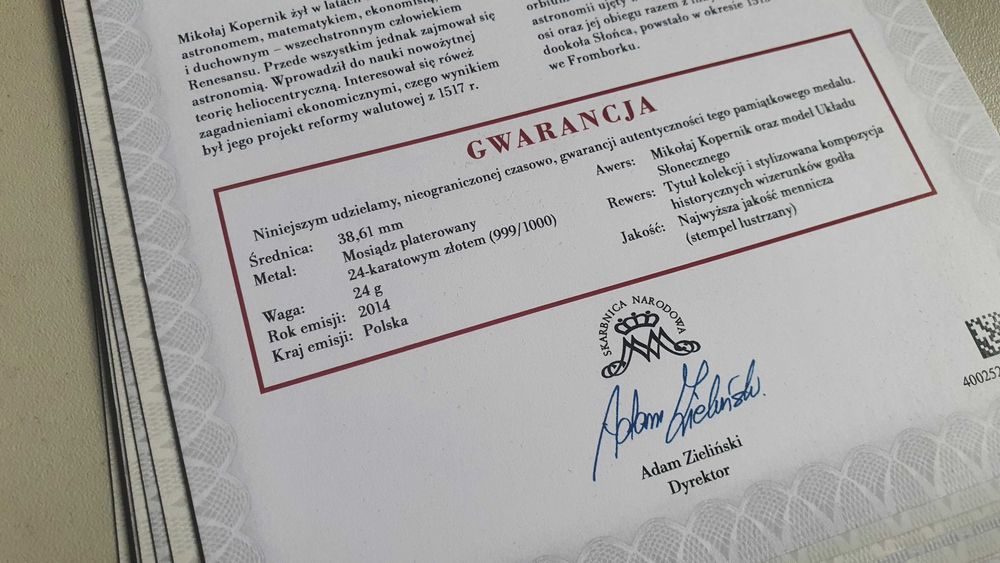 Mikołaj Kopernik żył w latach
astronomem, matematykiem, ekonomistą,
i duchownym – wszechstronnym człowiekiem
Renesansu. Przede wszystkim jednak zajmował się
astronomią. Wprowadził do nauki nowożytnej
teorię heliocentryczną. Interesował się róweż
zagadnieniami ekonomicznymi, czego wynikiem
był jego projekt reformy walutowej z 1517 r.
astronomii ujęty
osi oraz jej obiegu razem z
dookoła Słońca, powstało w okresie
we Fromborku.
GWARANCJA
Niniejszym udzielamy, nieograniczonej czasowo, gwarancji autentyczności tego pamiątkowego medalu.
Średnica: 38,61 mm
Metal: Mosiądz platerowany
24-karatowym złotem (999/1000)
Waga: 24 g
Rok emisji: 2014
Kraj emisji: Polska
Awers: Mikołaj Kopernik oraz model Układu
Słonecznego
Rewers: Tytuł kolekcji i stylizowana kompozycja
historycznych wizerunków godła
Jakość: Najwyższa jakość mennicza
(stempel lustrzany)
SKARBNICA NARODOWA
Adam Zieliński
Adam Zieliński
Dyrektor
400252